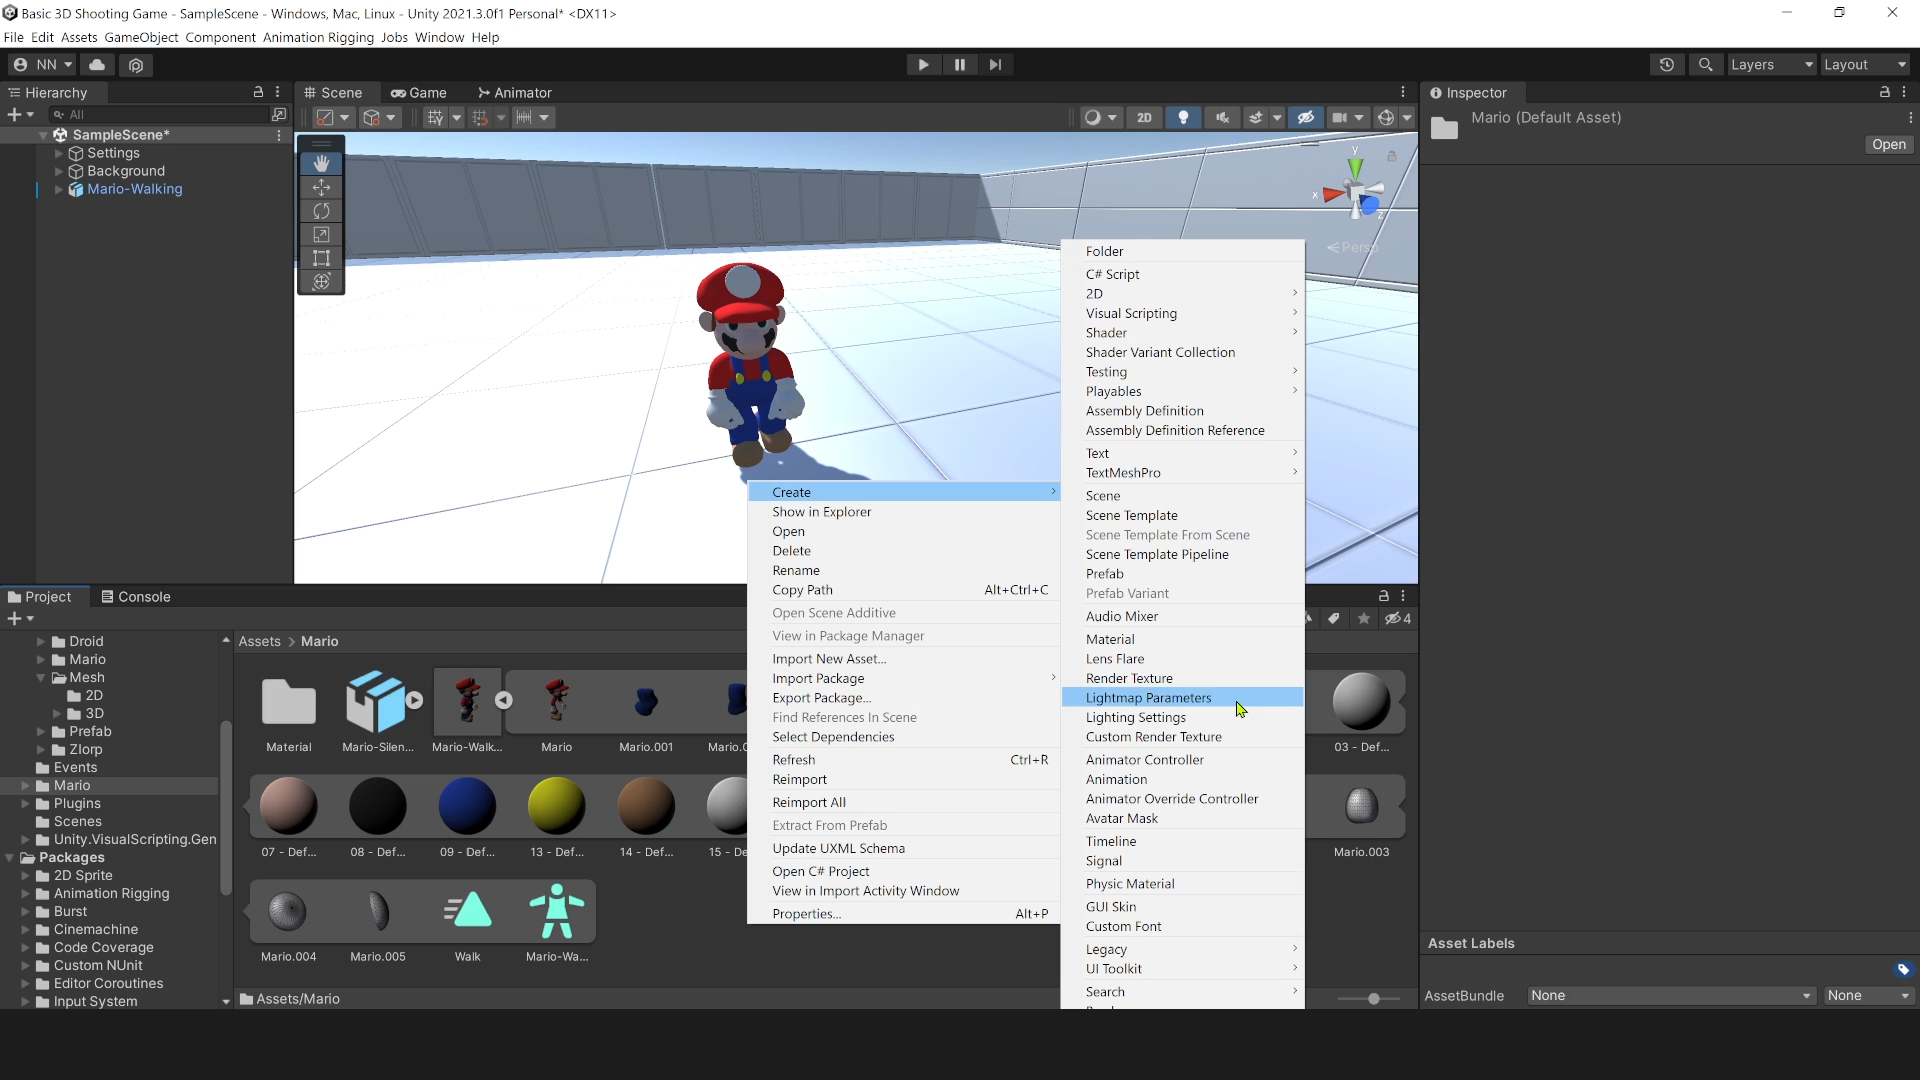 Basic 3D Shooting Game - SampleScene - Windows, Mac, Linux - Unity 2021.3.0f1 Personal* <DX11>
File Edit Assets GameObject Component Animation Rigging Jobs Window Help
NN Layers Layout
Hierarchy
Scene Game Animator
Inspector
All
2D
Mario (Default Asset)
Open
SampleScene*
Settings
Background
Mario-Walking
y
x
z
Persp
Folder
C# Script
2D
Visual Scripting
Shader
Shader Variant Collection
Testing
Playables
Assembly Definition
Assembly Definition Reference
Text
TextMeshPro
Scene
Scene Template
Scene Template From Scene
Scene Template Pipeline
Prefab
Prefab Variant
Audio Mixer
Material
Lens Flare
Render Texture
Lightmap Parameters
Lighting Settings
Custom Render Texture
Animator Controller
Animation
Animator Override Controller
Avatar Mask
Timeline
Signal
Physic Material
GUI Skin
Custom Font
Legacy
UI Toolkit
Search
Create
Show in Explorer
Open
Delete
Rename
Copy Path Alt+Ctrl+C
Open Scene Additive
View in Package Manager
Import New Asset...
Import Package
Export Package...
Find References In Scene
Select Dependencies
Refresh Ctrl+R
Reimport
Reimport All
Extract From Prefab
Update UXML Schema
Open C# Project
View in Import Activity Window
Properties... Alt+P
Project Console
4
Droid
Mario
Mesh
2D
3D
Prefab
Zlorp
Events
Mario
Plugins
Scenes
Unity.VisualScripting.Gen
Packages
2D Sprite
Animation Rigging
Burst
Cinemachine
Code Coverage
Custom NUnit
Editor Coroutines
Input System
Assets > Mario
Material Mario-Silen... Mario-Walk... Mario Mario.001 Mario.0 03 - Def...
07 - Def... 08 - Def... 09 - Def... 13 - Def... 14 - Def... 15 - De Mario.003
Mario.004 Mario.005 Walk Mario-Wa...
Assets/Mario
Asset Labels
AssetBundle None None